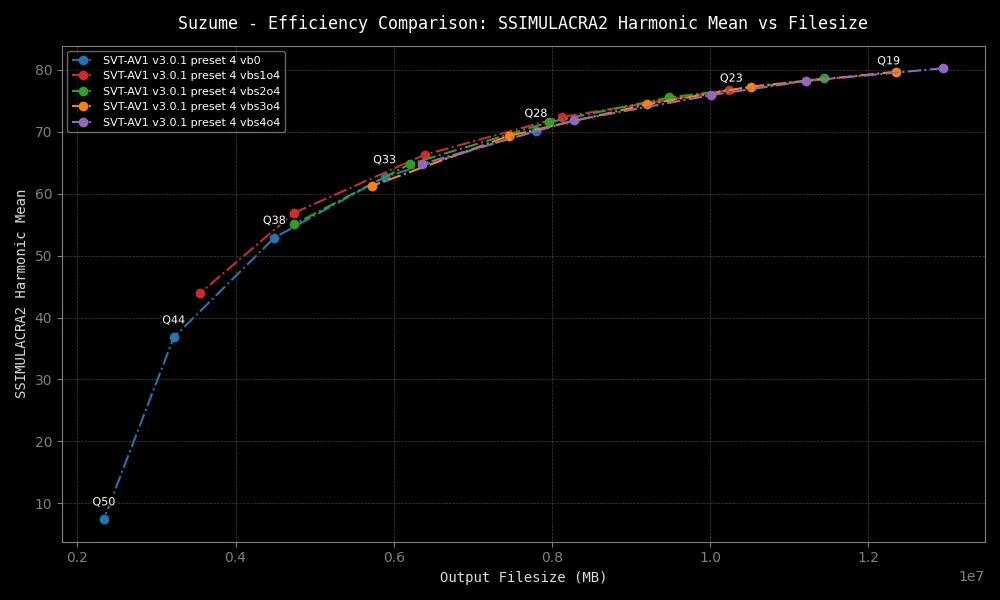 Suzume - Efficiency Comparison: SSIMULACRA2 Harmonic Mean vs Filesize
SVT-AV1 v3.0.1 preset 4 vb0
SVT-AV1 v3.0.1 preset 4 vbs1o4
SVT-AV1 v3.0.1 preset 4 vbs2o4
SVT-AV1 v3.0.1 preset 4 vbs3o4
SVT-AV1 v3.0.1 preset 4 vbs4o4
Q19
Q23
Q28
Q33
Q38
Q44
Q50
80
70
60
50
40
30
20
10
SSIMULACRA2 Harmonic Mean
0.2
0.4
0.6
0.8
1.0
1.2
1e7
Output Filesize (MB)